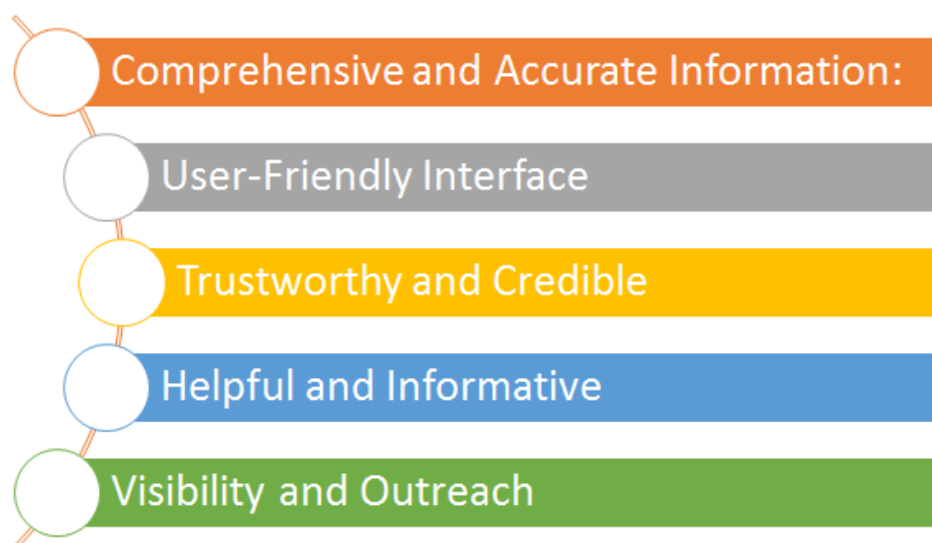 Comprehensive and Accurate Information:
User-Friendly Interface
Trustworthy and Credible
Helpful and Informative
Visibility and Outreach